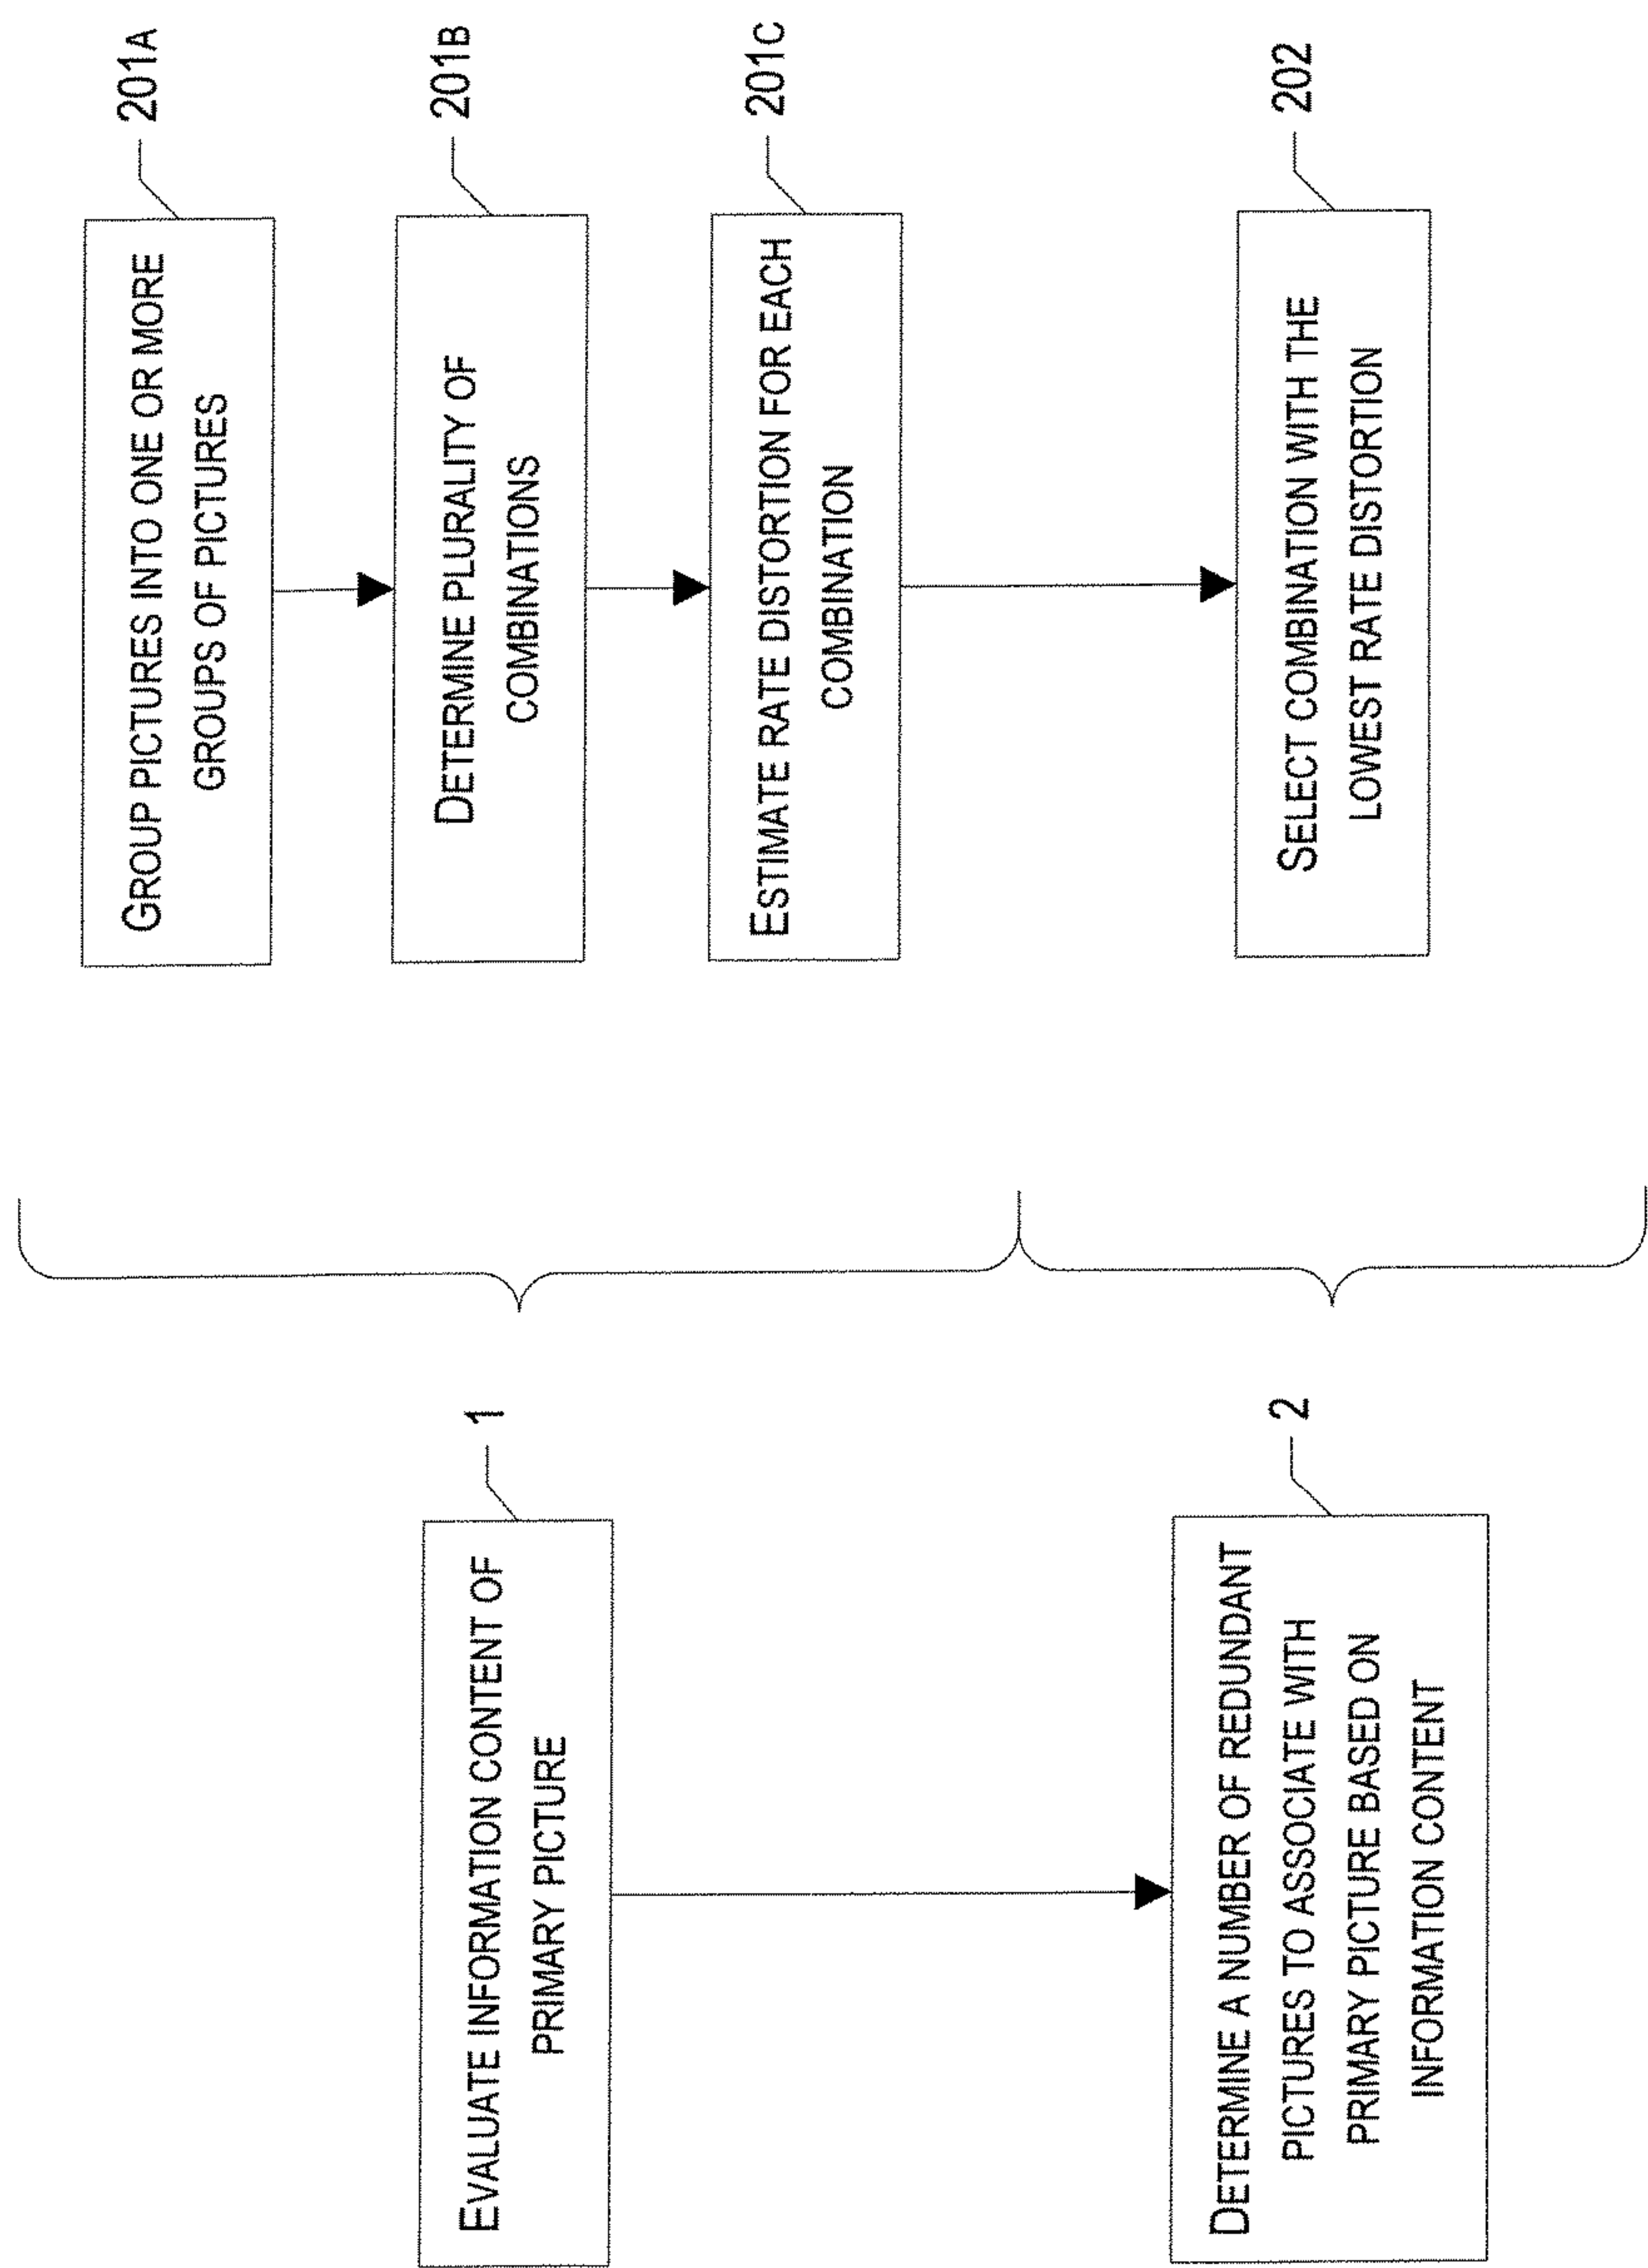 EVALUATE INFORMATION CONTENT OF
PRIMARY PICTURE
1
DETERMINE A NUMBER OF REDUNDANT
PICTURES TO ASSOCIATE WITH
PRIMARY PICTURE BASED ON
INFORMATION CONTENT
2
GROUP PICTURES INTO ONE OR MORE
GROUPS OF PICTURES
201A
DETERMINE PLURALITY OF
COMBINATIONS
201B
ESTIMATE RATE DISTORTION FOR EACH
COMBINATION
201C
SELECT COMBINATION WITH THE
LOWEST RATE DISTORTION
202